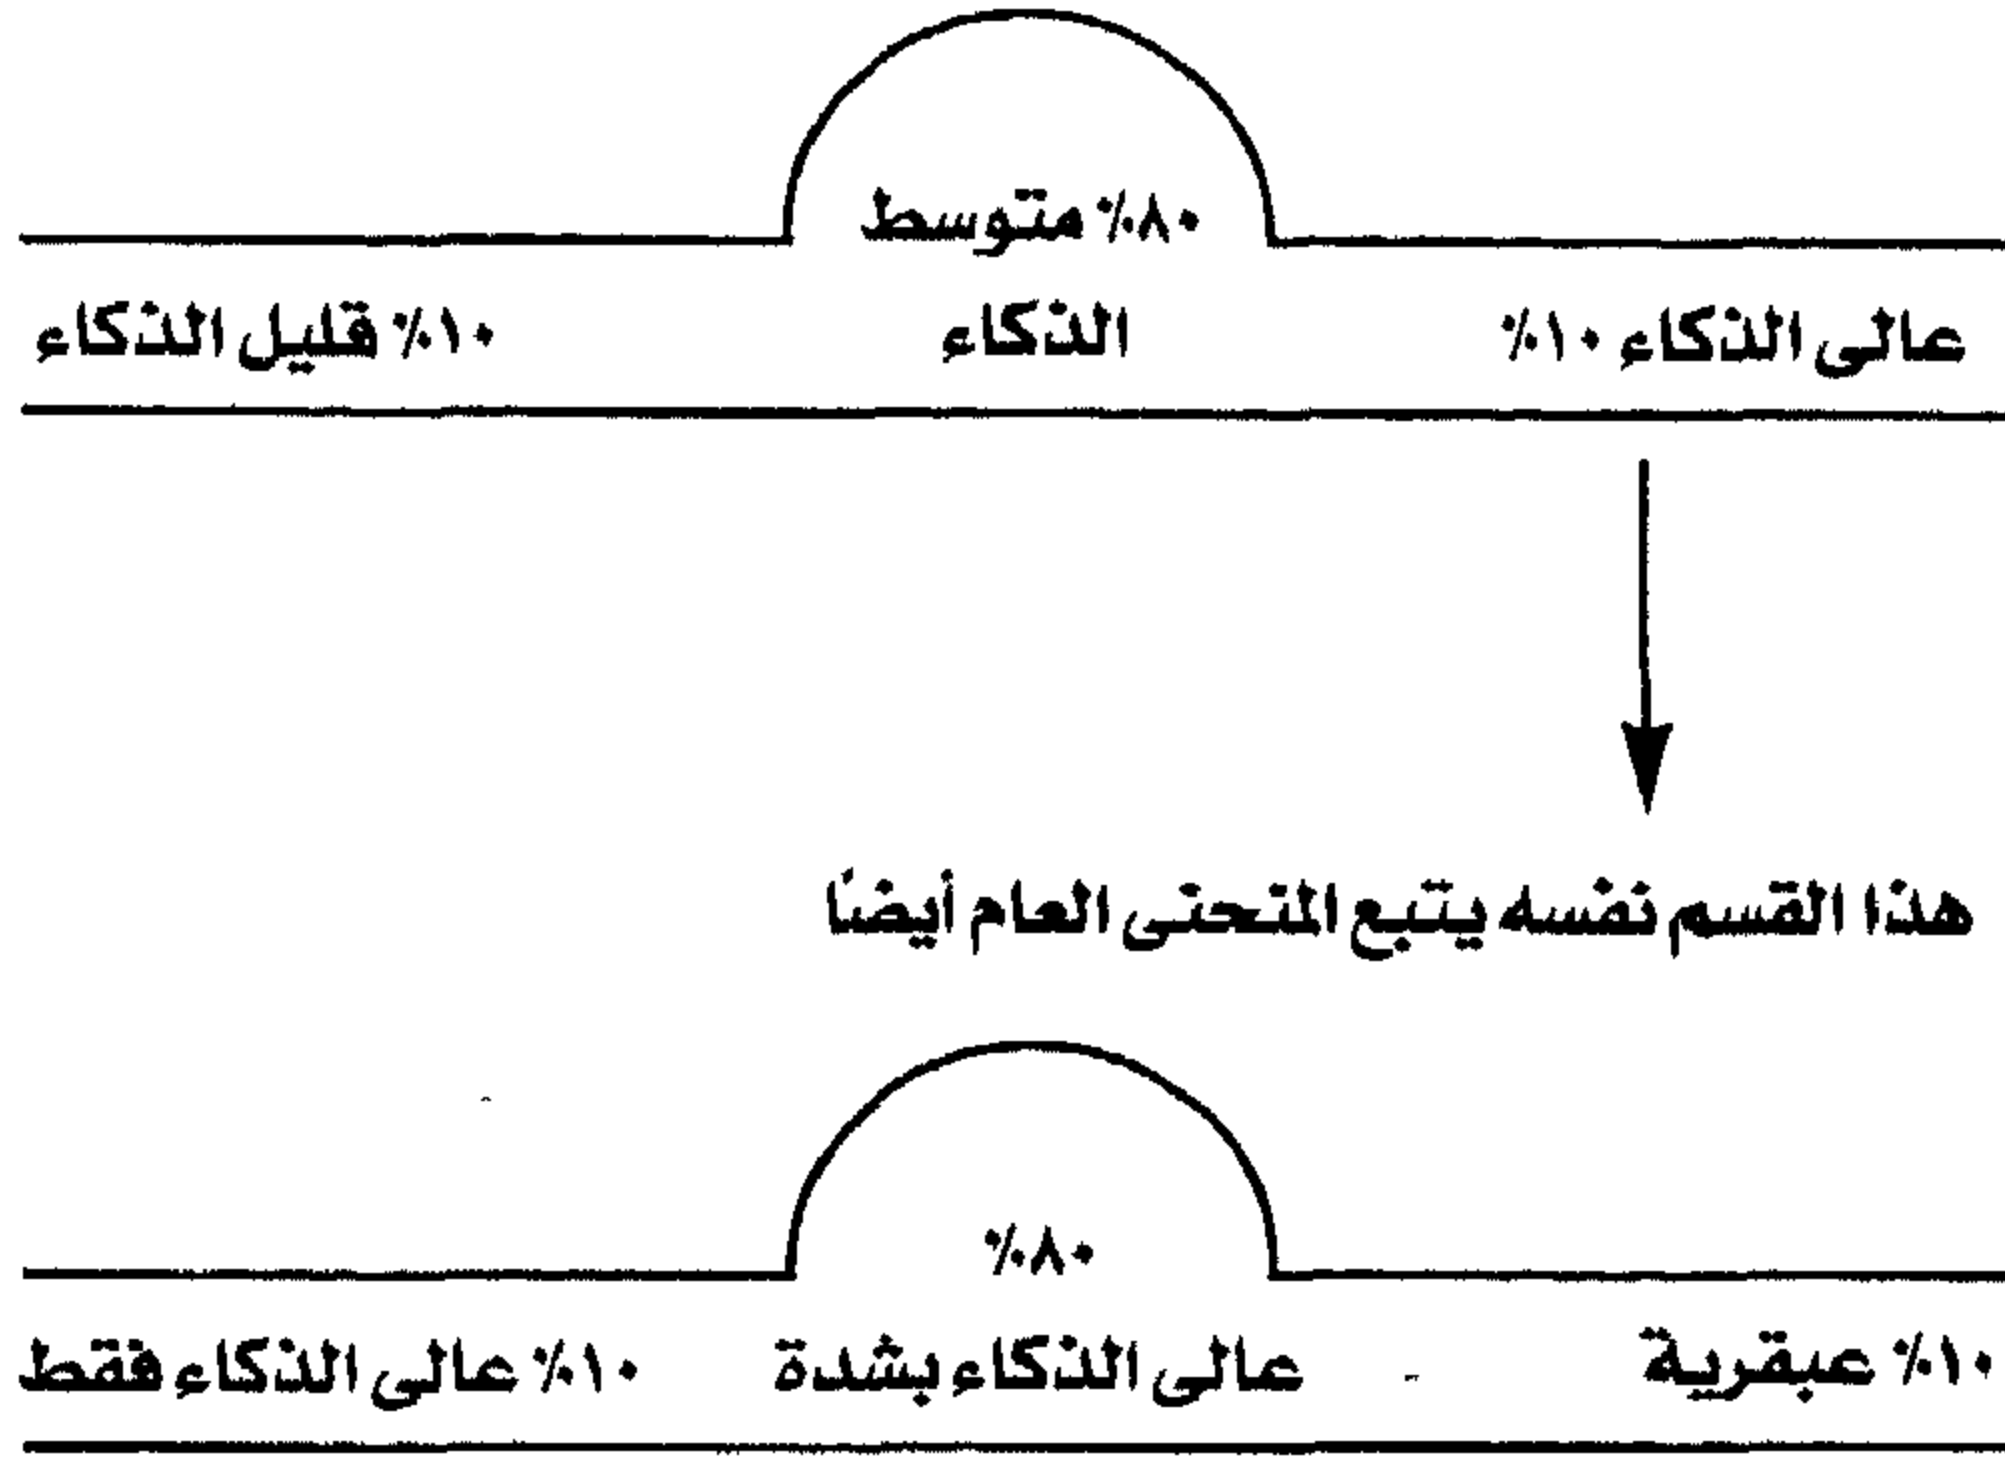 ٨٠٪ متوسط
عالى الذكاء ١٠٪ الذكاء ١٠٪ قليل الذكاء
هذا القسم نفسه يتبع المنحنى العام أيضًا
٨٠٪
١٠٪ عبقرية عالى الذكاء بشدة ١٠٪ عالى الذكاء فقط